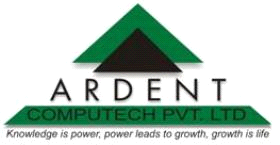 ARDENT
COMPUTECH PVT. LTD
Knowledge is power, power leads to growth, growth is life